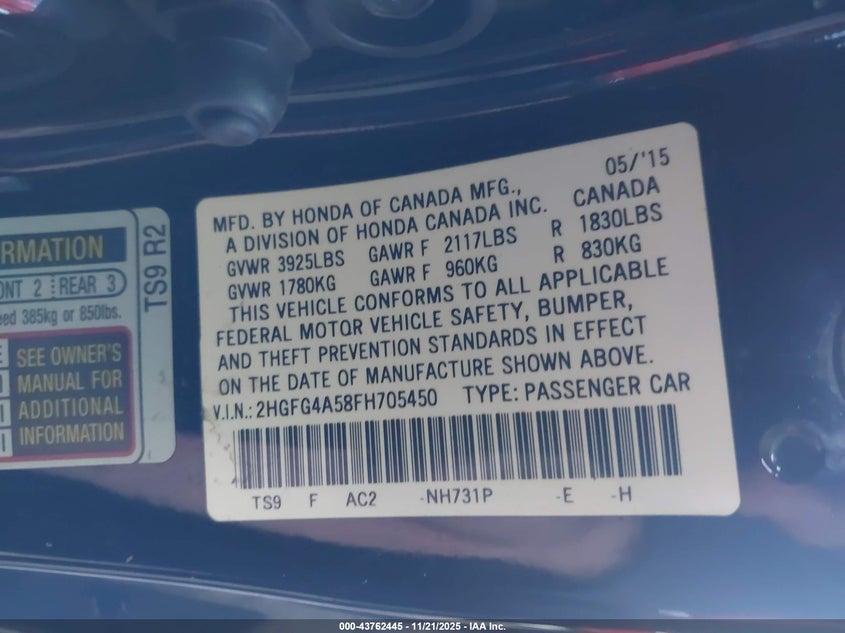 MFD. BY HONDA OF CANADA MFG., 05/'15
A DIVISION OF HONDA CANADA INC. CANADA
GVWR 3925LBS GAWR F 2117LBS R 1830LBS
GVWR 1780KG GAWR F 960KG R 830KG
THIS VEHICLE CONFORMS TO ALL APPLICABLE
FEDERAL MOTOR VEHICLE SAFETY, BUMPER,
AND THEFT PREVENTION STANDARDS IN EFFECT
ON THE DATE OF MANUFACTURE SHOWN ABOVE.
V.I.N.: 2HGFG4A58FH705450 TYPE: PASSENGER CAR
TS9 F AC2 -NH731P -E -H
RMATION
ONT 2 REAR 3
eed 385kg or 850lbs.
SEE OWNER'S
MANUAL FOR
ADDITIONAL
INFORMATION
TS9 R2
000-43762445 - 11/21/2025 - IAA Inc.